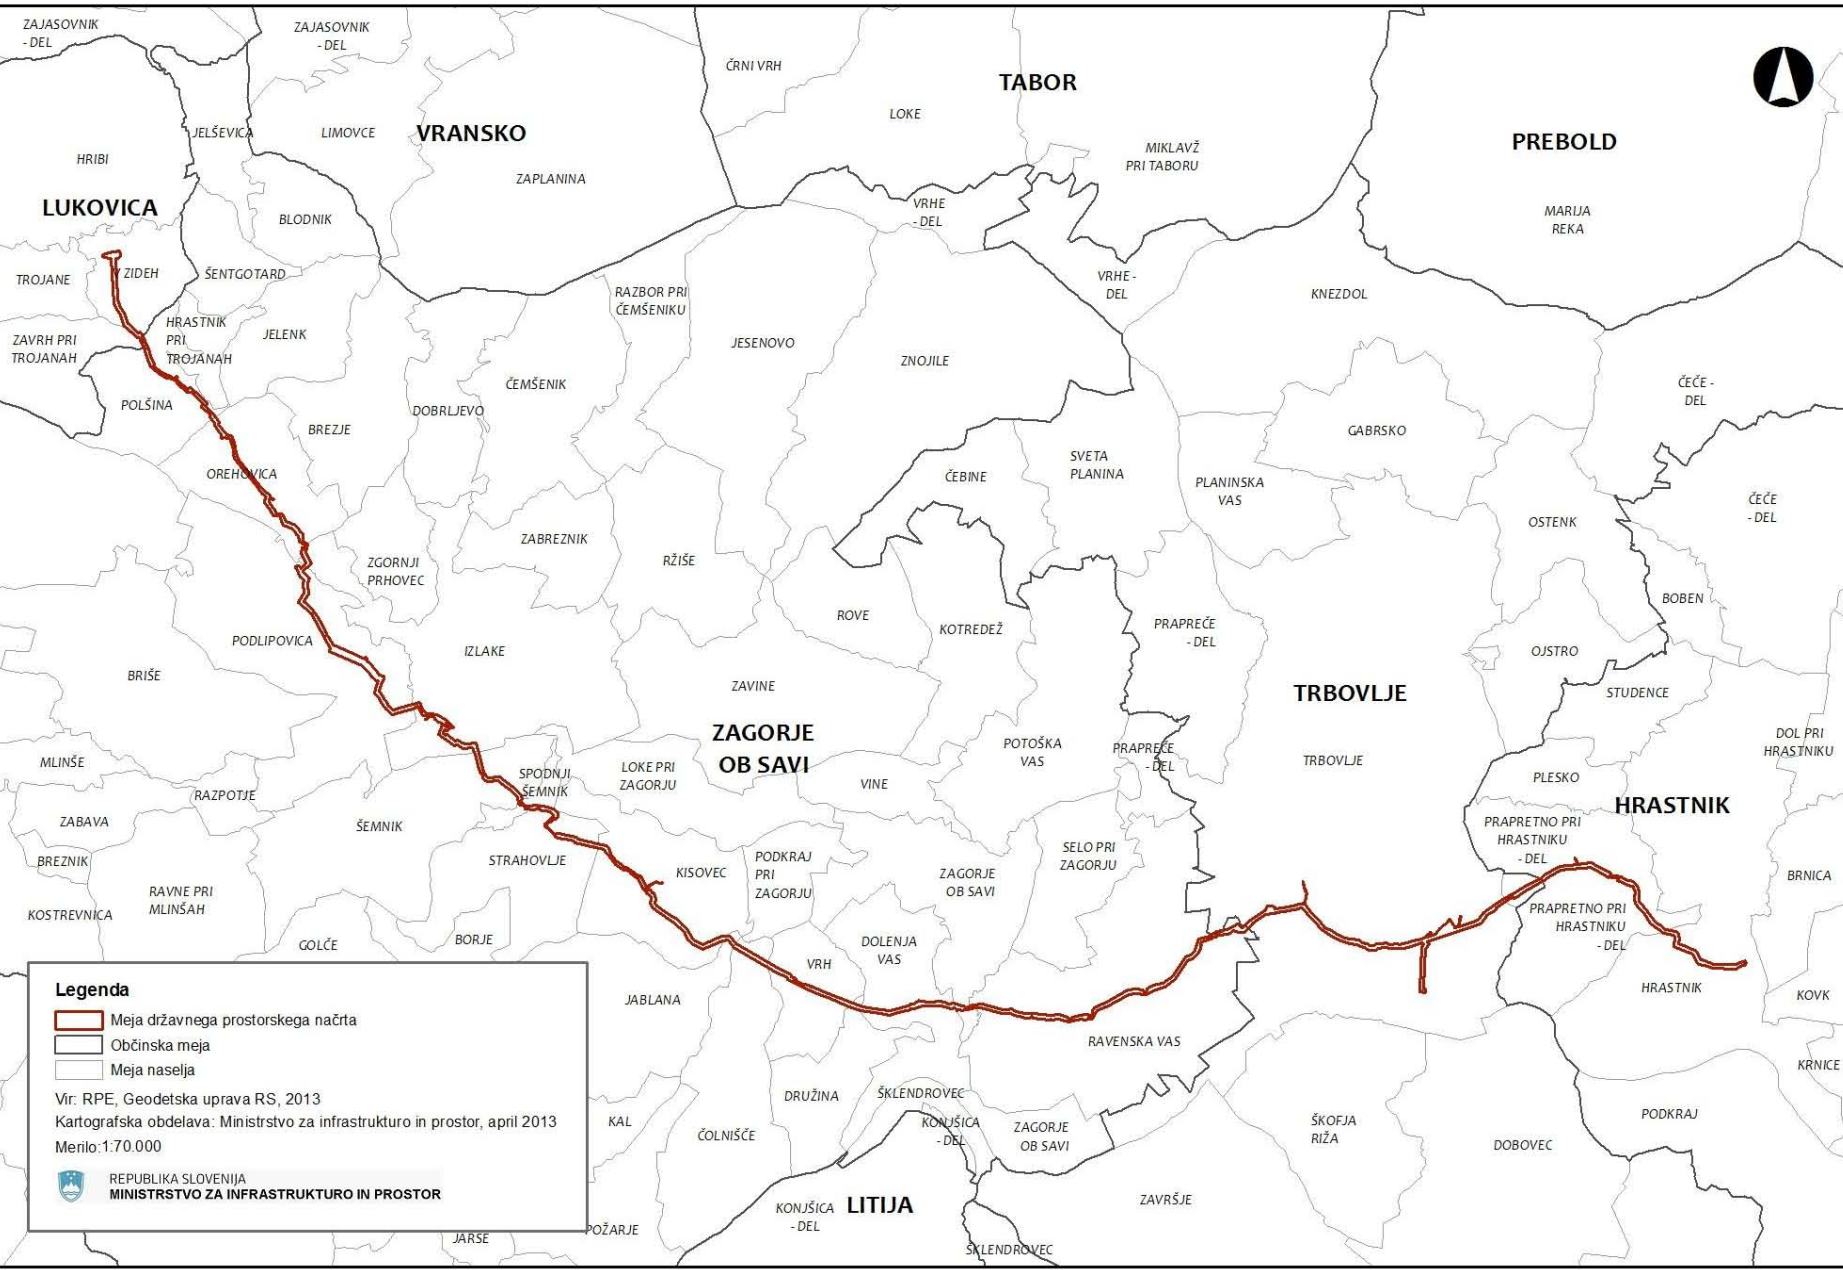 ZAJASOVNIK
- DEL
ZAJASOVNIK
- DEL
ČRNI VRH
TABOR
LOKE
JELŠEVICA
LIMOVCE
VRANSKO
PREBOLD
MIKLAVŽ
PRI TABORU
HRIBI
ZAPLANINA
LUKOVICA
BLODNIK
VRHE
- DEL
MARIJA
REKA
TROJANE
V ZIDEH
ŠENTGOTARD
VRHE -
DEL
KNEZDOL
RAZBOR PRI
ČEMŠENIKU
HRASTNIK
PRI
TROJANAH
JELENK
ZAVRH PRI
TROJANAH
JESENOVO
ZNOJILE
ČEMŠENIK
ČEČE -
DEL
POLŠINA
DOBRLJEVO
BREZJE
GABRSKO
OREHOVICA
ČEBINE
SVETA
PLANINA
PLANINSKA
VAS
ČEČE
- DEL
OSTENK
ZABREZNIK
ZGORNJI
PRHOVEC
RŽIŠE
BOBEN
ROVE
KOTREDEŽ
PRAPREČE
- DEL
PODLIPOVICA
IZLAKE
OJSTRO
BRIŠE
ZAVINE
TRBOVLJE
STUDENCE
ZAGORJE
OB SAVI
POTOŠKA
VAS
PRAPREČE
- DEL
DOL PRI
HRASTNIKU
MLINŠE
SPODNJI
ŠEMNIK
LOKE PRI
ZAGORJU
VINE
TRBOVLJE
PLESKO
RAZPOTJE
HRASTNIK
ZABAVA
ŠEMNIK
PRAPRETNO PRI
HRASTNIKU
- DEL
BREZNIK
STRAHOVLJE
KISOVEC
PODKRAJ
PRI
ZAGORJU
ZAGORJE
OB SAVI
SELO PRI
ZAGORJU
BRNICA
RAVNE PRI
MLINŠAH
KOSTREVNICA
GOLČE
BORJE
DOLENJA
VAS
PRAPRETNO PRI
HRASTNIKU
- DEL
VRH
JABLANA
HRASTNIK
KOVK
RAVENSKA VAS
KRNICE
DRUŽINA
ŠKLENDROVEC
KAL
ČOLNIŠČE
KONJŠICA
- DEL
ZAGORJE
OB SAVI
ŠKOFJA
RIŽA
PODKRAJ
DOBOVEC
KONJŠICA
- DEL
LITIJA
ZAVRŠJE
POŽARJE
JARŠE
ŠKLENDROVEC
Legenda
Meja državnega prostorskega načrta
Občinska meja
Meja naselja
Vir: RPE, Geodetska uprava RS, 2013
Kartografska obdelava: Ministrstvo za infrastrukturo in prostor, april 2013
Merilo:1:70.000
REPUBLIKA SLOVENIJA
MINISTRSTVO ZA INFRASTRUKTURO IN PROSTOR